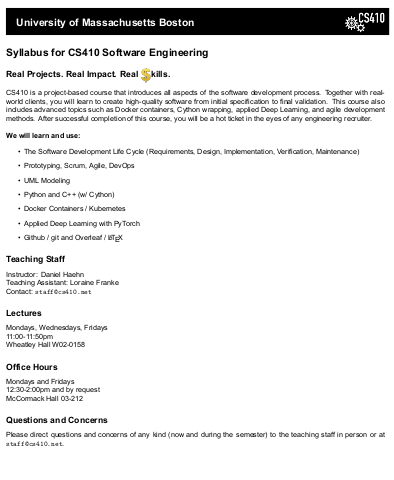 University of Massachusetts Boston
CS410
Syllabus for CS410 Software Engineering
Real Projects. Real Impact. Real $kills.
CS410 is a project-based course that introduces all aspects of the software development process. Together with real-
world clients, you will learn to create high-quality software from initial specification to final validation. This course also
includes advanced topics such as Docker containers, Cython wrapping, applied Deep Learning, and agile development
methods. After successful completion of this course, you will be a hot ticket in the eyes of any engineering recruiter.
We will learn and use:
• The Software Development Life Cycle (Requirements, Design, Implementation, Verification, Maintenance)
• Prototyping, Scrum, Agile, DevOps
• UML Modeling
• Python and C++ (w/ Cython)
• Docker Containers / Kubernetes
• Applied Deep Learning with PyTorch
• Github / git and Overleaf / LATEX
Teaching Staff
Instructor: Daniel Haehn
Teaching Assistant: Loraine Franke
Contact: staff@cs410.net
Lectures
Mondays, Wednesdays, Fridays
11:00-11:50pm
Wheatley Hall W02-0158
Office Hours
Mondays and Fridays
12:30-2:00pm and by request
McCormack Hall 03-212
Questions and Concerns
Please direct questions and concerns of any kind (now and during the semester) to the teaching staff in person or at
staff@cs410.net.